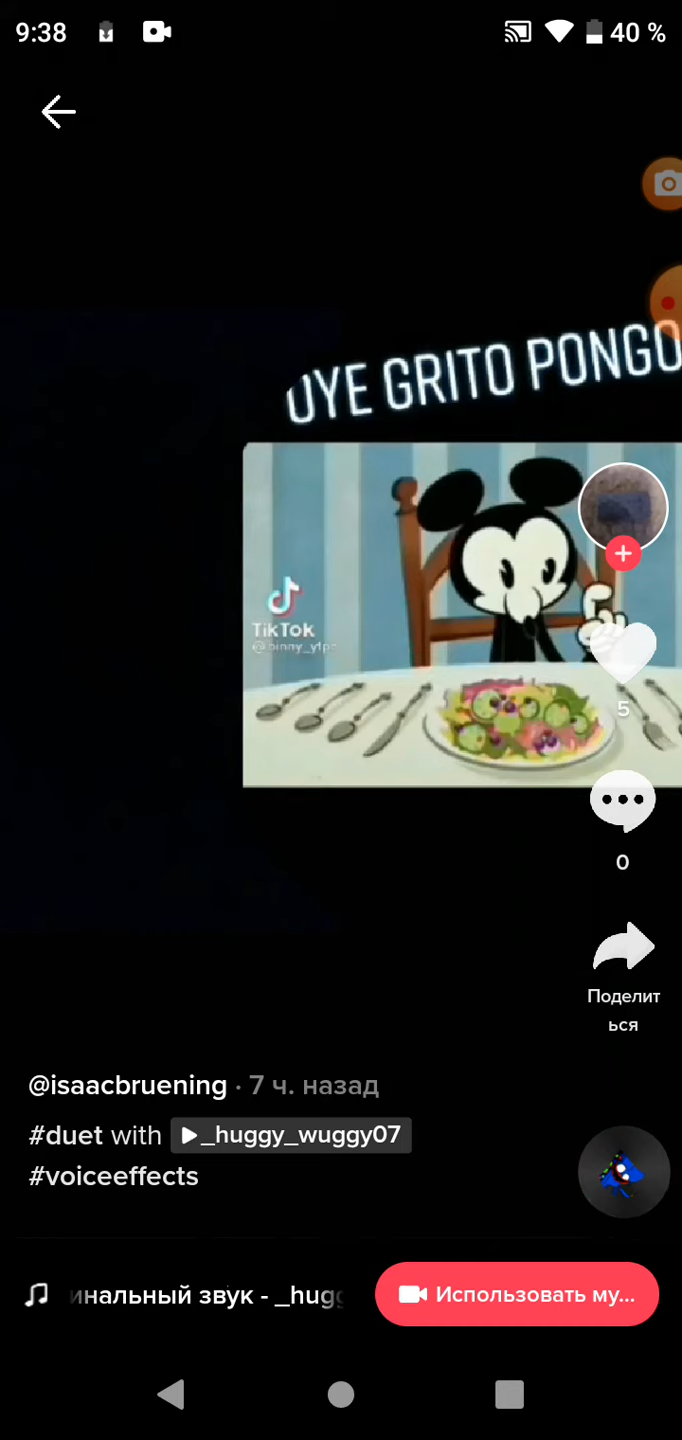 9:38
40 %
OYE GRITO PONGO
TikTok
5
0
Поделит
ься
@isaacbruening · 7 ч. назад
#duet with _huggy_wuggy07
#voiceeffects
инальный звук - _hugg
Использовать му...